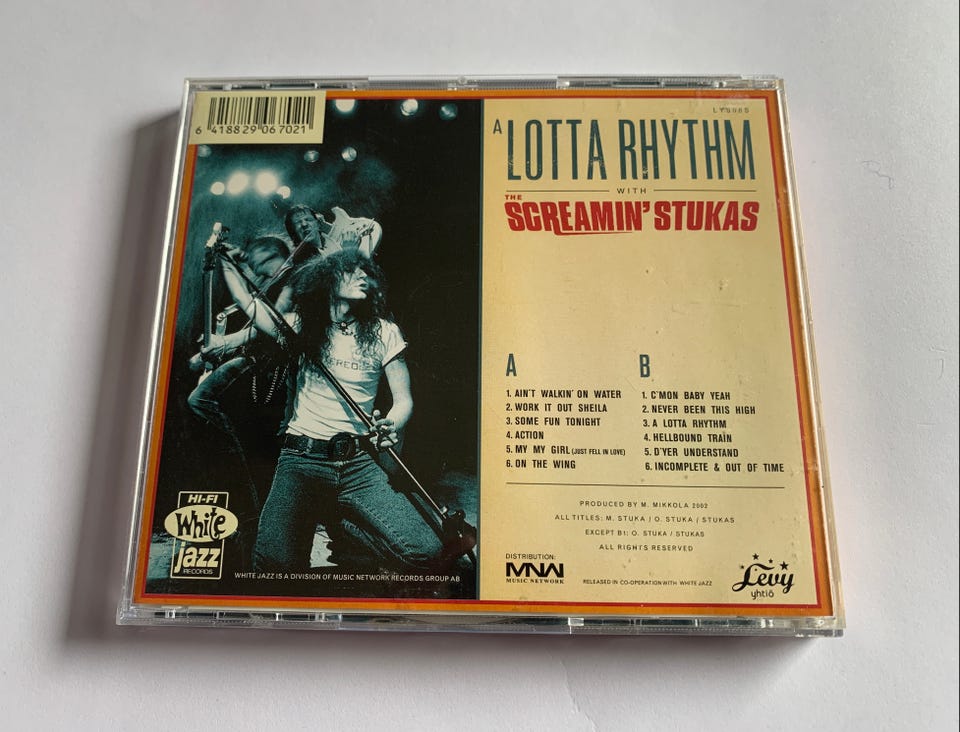 6 418829 067021
LY9065
A LOTTA RHYTHM
WITH
THE
SCREAMIN' STUKAS
A
1. AIN'T WALKIN' ON WATER
2. WORK IT OUT SHEILA
3. SOME FUN TONIGHT
4. ACTION
5. MY MY GIRL (JUST FELL IN LOVE)
6. ON THE WING
B
1. C'MON BABY YEAH
2. NEVER BEEN THIS HIGH
3. A LOTTA RHYTHM
4. HELLBOUND TRAIN
5. D'YER UNDERSTAND
6. INCOMPLETE & OUT OF TIME
PRODUCED BY M. MIKKOLA 2002
ALL TITLES: M. STUKA / O. STUKA / STUKAS
EXCEPT B1: O. STUKA / STUKAS
ALL RIGHTS RESERVED
DISTRIBUTION:
MNW
MUSIC NETWORK
RELEASED IN CO-OPERATION WITH WHITE JAZZ
Levy
yhtiö
HI-FI
White
jazz
RECORDS
WHITE JAZZ IS A DIVISION OF MUSIC NETWORK RECORDS GROUP AB